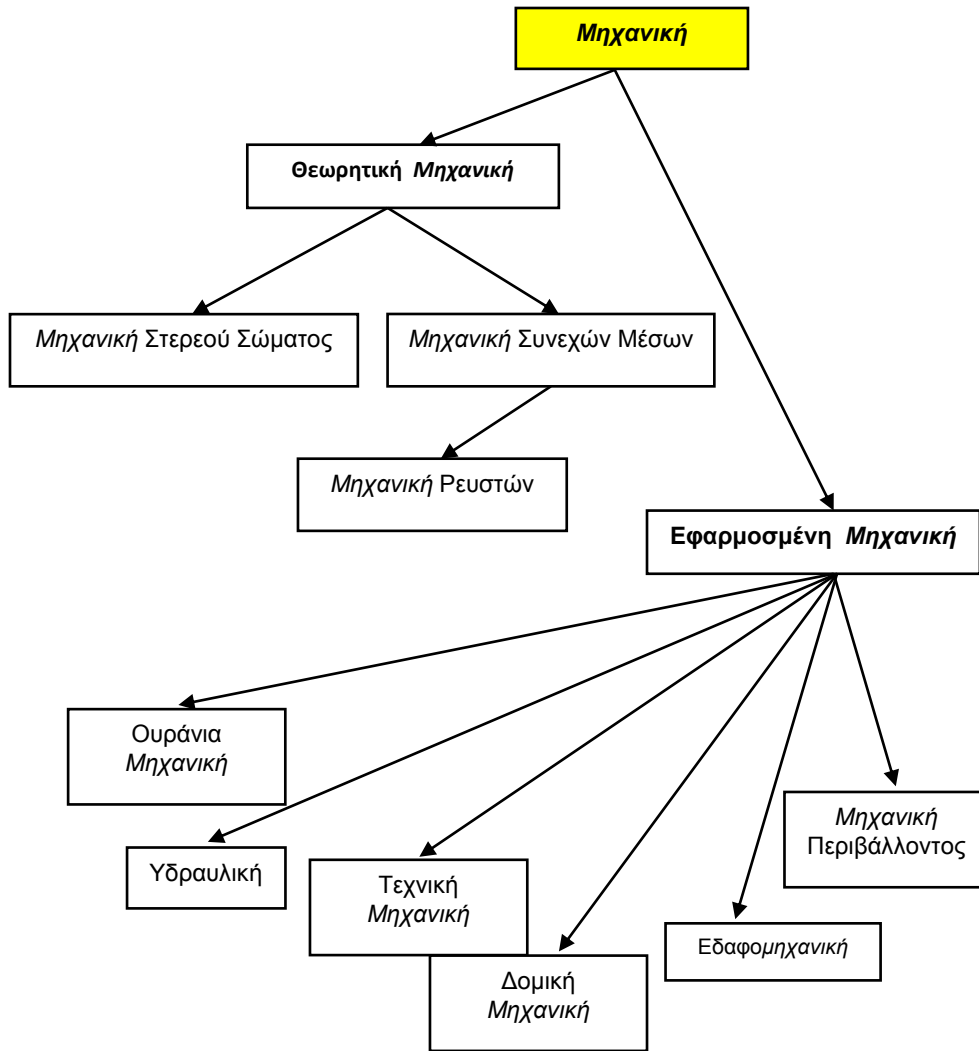 Μηχανική
Θεωρητική Μηχανική
Μηχανική Στερεού Σώματος
Μηχανική Συνεχών Μέσων
Μηχανική Ρευστών
Εφαρμοσμένη Μηχανική
Ουράνια
Μηχανική
Υδραυλική
Τεχνική
Μηχανική
Δομική
Μηχανική
Εδαφομηχανική
Μηχανική
Περιβάλλοντος